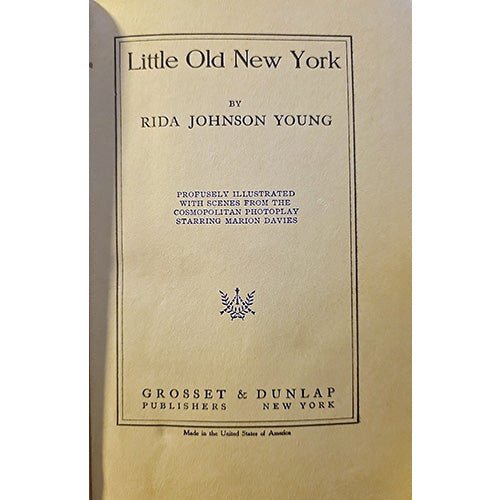 Little Old New York
BY
RIDA JOHNSON YOUNG
PROFUSELY ILLUSTRATED
WITH SCENES FROM THE
COSMOPOLITAN PHOTOPLAY
STARRING MARION DAVIES
GROSSET & DUNLAP
PUBLISHERS NEW YORK
Made in the United States of America